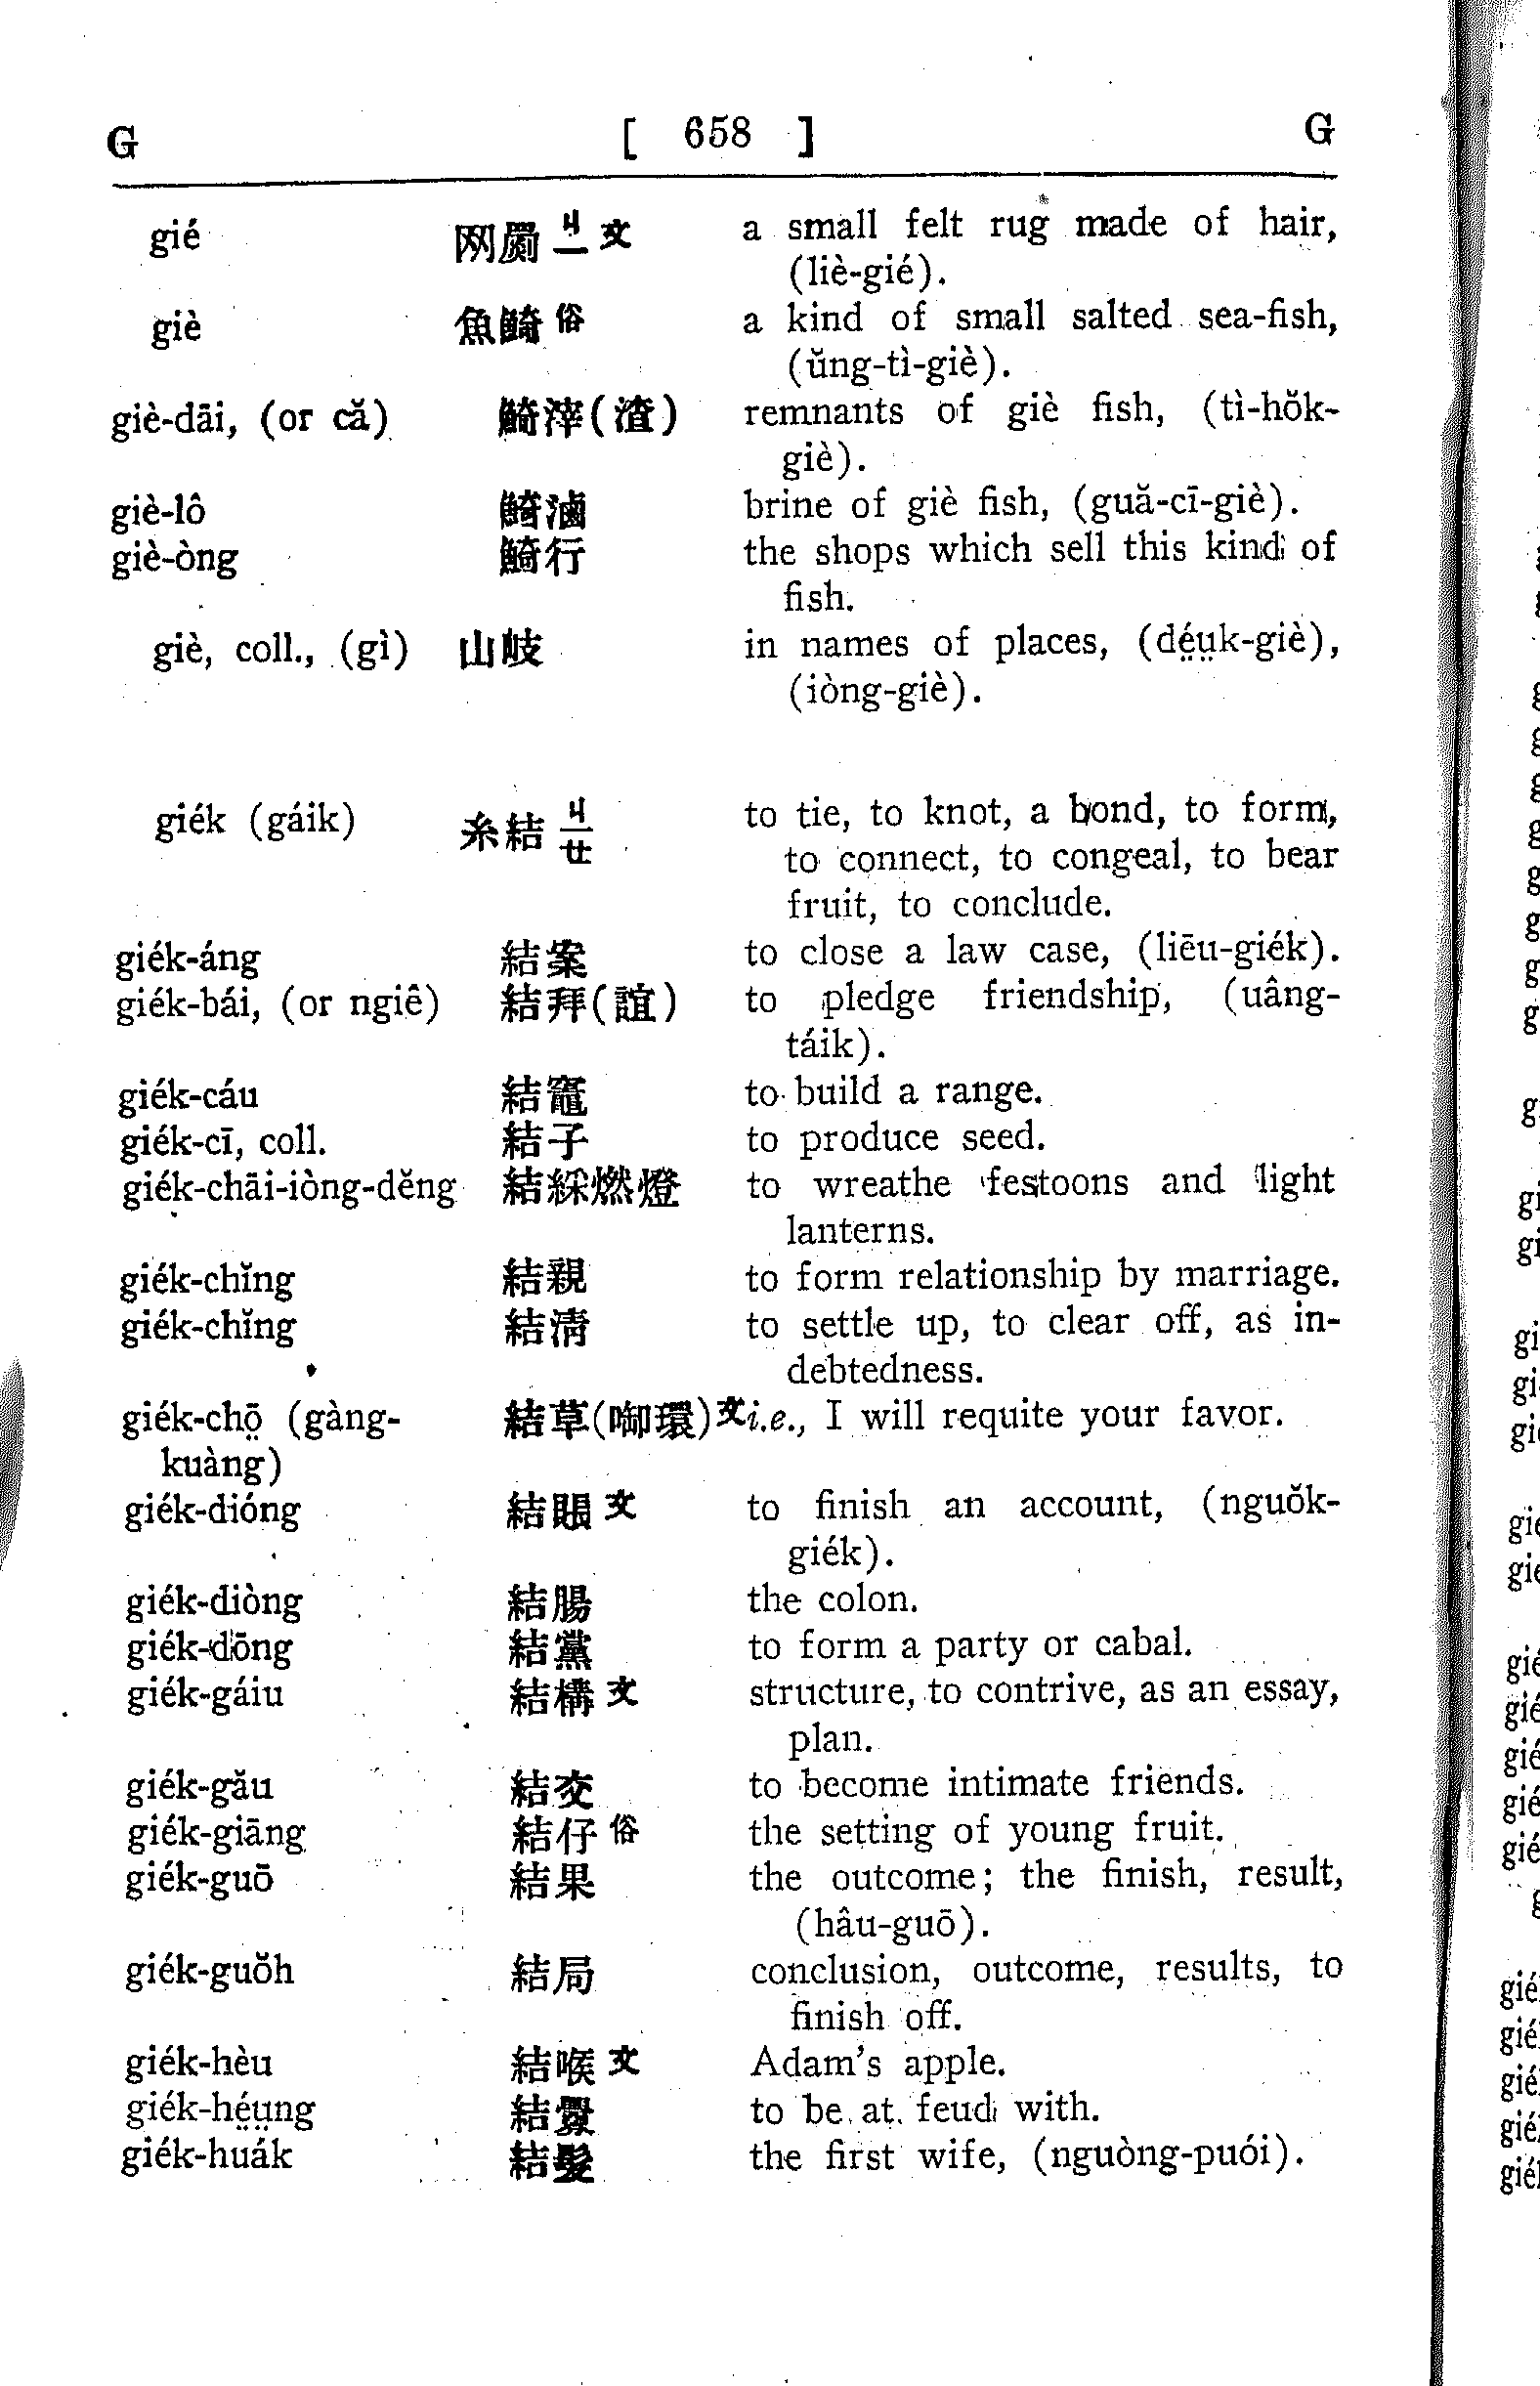 G [ 658 ] G
gié 网罽 ㄐㄧ 文 a small felt rug made of hair,
(liè-gié).
giè 魚鯚 俗 a kind of small salted sea-fish,
(ŭng-tì-giè).
giè-dāi, (or că) 滓(渣) remnants of giè fish, (tì-hŏk-
giè).
giè-lô 滷 brine of giè fish, (guă-cī-giè).
giè-òng 行 the shops which sell this kind of
fish.
giè, coll., (gì) 山岐 in names of places, (dé̤ṳk-giè),
(iòng-giè).
giék (gáik) 糸結 ㄐㄧㄝ to tie, to knot, a bond, to form,
to connect, to congeal, to bear
fruit, to conclude.
giék-áng 結案 to close a law case, (liēu-giék).
giék-bái, (or ngiê) 結拜(誼) to pledge friendship, (uâng-
táik).
giék-cáu 結竈 to build a range.
giék-cī, coll. 結子 to produce seed.
giék-chāi-iòng-dĕng 結綵燃燈 to wreathe festoons and light
lanterns.
giék-chĭng 結親 to form relationship by marriage.
giék-chĭng 結清 to settle up, to clear off, as in-
debtedness.
giék-chō̤ (gàng- 結草(啣環)文 i.e., I will requite your favor.
kuàng)
giék-dióng 結賬 文 to finish an account, (nguŏk-
giék).
giék-diòng 結腸 the colon.
giék-dōng 結黨 to form a party or cabal.
giék-gáiu 結構 文 structure, to contrive, as an essay,
plan.
giék-gău 結交 to become intimate friends.
giék-giāng 結仔 俗 the setting of young fruit.
giék-guō 結果 the outcome; the finish, result,
(hâu-guō).
giék-guŏh 結局 conclusion, outcome, results, to
finish off.
giék-hèu 結喉 文 Adam's apple.
giék-hé̤ṳng 結釁 to be at feud with.
giék-huák 結髮 the first wife, (nguòng-puói).